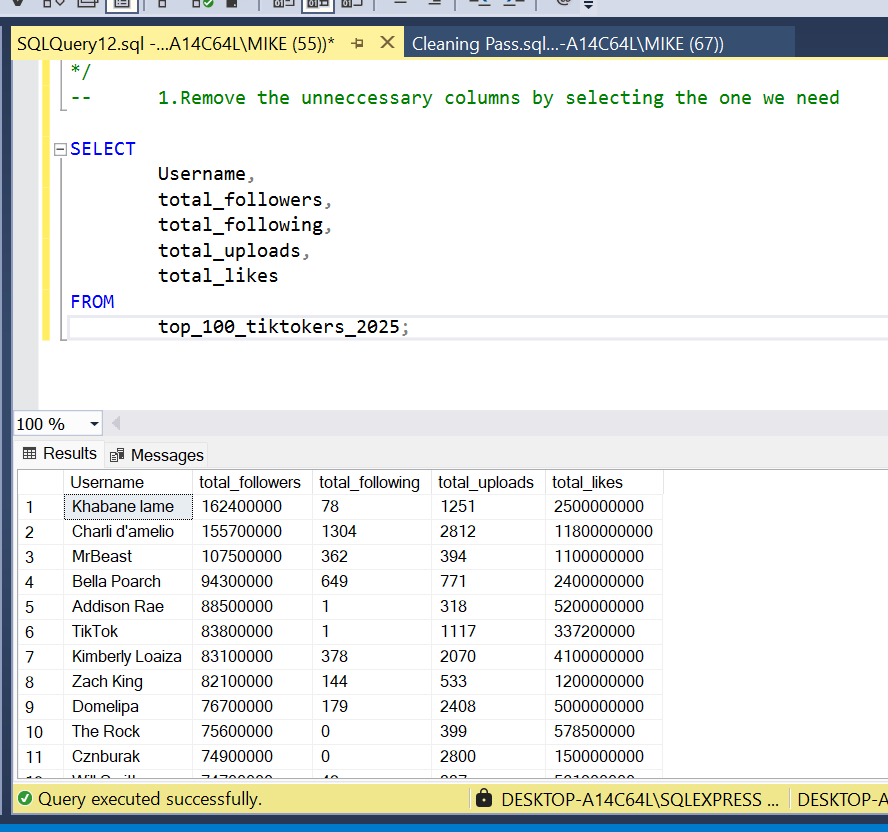 SQLQuery12.sql -...A14C64L\MIKE (55))* Cleaning Pass.sql...-A14C64L\MIKE (67))
*/
-- 1.Remove the unneccessary columns by selecting the one we need
SELECT
Username,
total_followers,
total_following,
total_uploads,
total_likes
FROM
top_100_tiktokers_2025;
100 %
Results Messages
Username total_followers total_following total_uploads total_likes
1 Khabane lame 162400000 78 1251 2500000000
2 Charli d'amelio 155700000 1304 2812 11800000000
3 MrBeast 107500000 362 394 1100000000
4 Bella Poarch 94300000 649 771 2400000000
5 Addison Rae 88500000 1 318 5200000000
6 TikTok 83800000 1 1117 337200000
7 Kimberly Loaiza 83100000 378 2070 4100000000
8 Zach King 82100000 144 533 1200000000
9 Domelipa 76700000 179 2408 5000000000
10 The Rock 75600000 0 399 578500000
11 Cznburak 74900000 0 2800 1500000000
Query executed successfully. DESKTOP-A14C64L\SQLEXPRESS ... DESKTOP-A